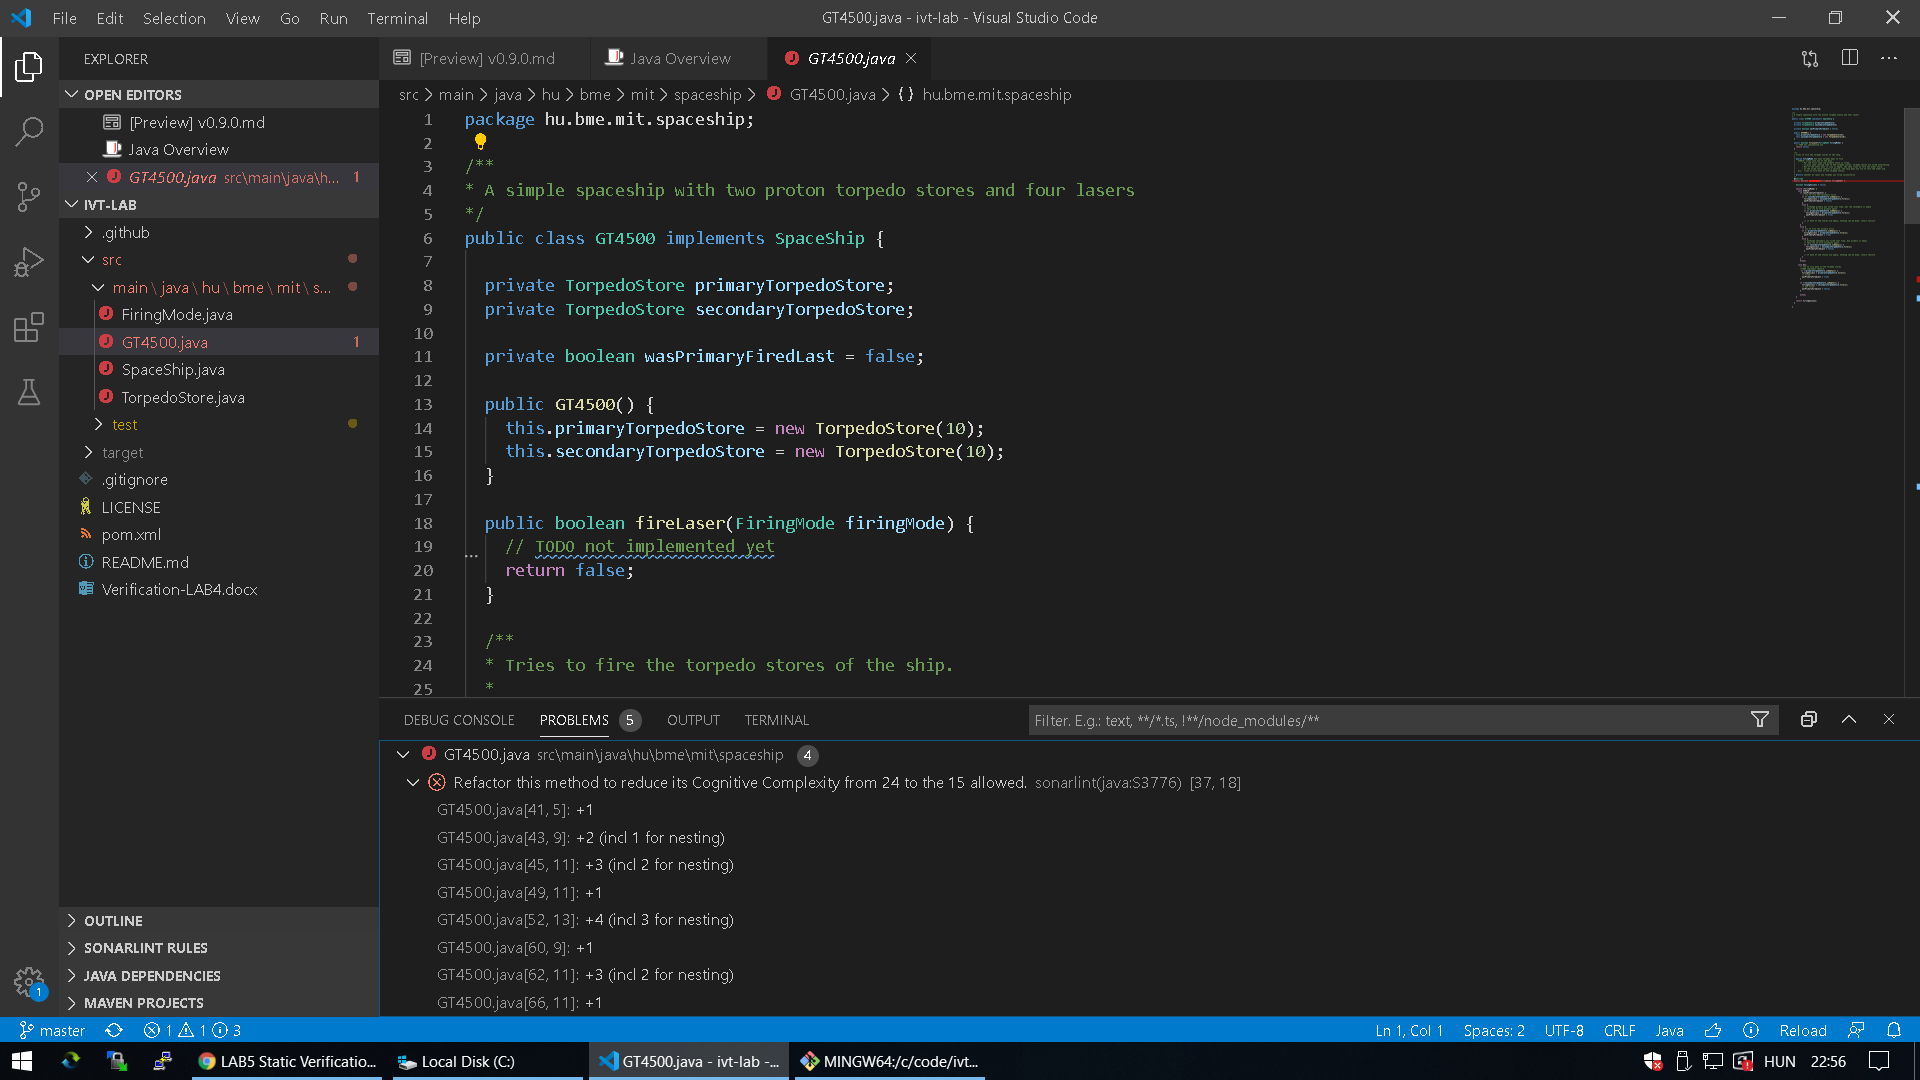 File Edit Selection View Go Run Terminal Help
GT4500.java - ivt-lab - Visual Studio Code
EXPLORER
OPEN EDITORS
[Preview] v0.9.0.md
Java Overview
GT4500.java src\main\java\h... 1
IVT-LAB
.github
src
main \ java \ hu \ bme \ mit \ s...
FiringMode.java
GT4500.java 1
SpaceShip.java
TorpedoStore.java
test
target
.gitignore
LICENSE
pom.xml
README.md
Verification-LAB4.docx
OUTLINE
SONARLINT RULES
JAVA DEPENDENCIES
MAVEN PROJECTS
1
[Preview] v0.9.0.md
Java Overview
GT4500.java
src > main > java > hu > bme > mit > spaceship > GT4500.java > {} hu.bme.mit.spaceship
1 package hu.bme.mit.spaceship;
2
3 /**
4 * A simple spaceship with two proton torpedo stores and four lasers
5 */
6 public class GT4500 implements SpaceShip {
7
8 private TorpedoStore primaryTorpedoStore;
9 private TorpedoStore secondaryTorpedoStore;
10
11 private boolean wasPrimaryFiredLast = false;
12
13 public GT4500() {
14 this.primaryTorpedoStore = new TorpedoStore(10);
15 this.secondaryTorpedoStore = new TorpedoStore(10);
16 }
17
18 public boolean fireLaser(FiringMode firingMode) {
19 // TODO not implemented yet
20 return false;
21 }
22
23 /**
24 * Tries to fire the torpedo stores of the ship.
25 *
DEBUG CONSOLE PROBLEMS 5 OUTPUT TERMINAL
Filter. E.g.: text, **/*.ts, !**/node_modules/**
GT4500.java src\main\java\hu\bme\mit\spaceship 4
Refactor this method to reduce its Cognitive Complexity from 24 to the 15 allowed. sonarlint(java:S3776) [37, 18]
GT4500.java[41, 5]: +1
GT4500.java[43, 9]: +2 (incl 1 for nesting)
GT4500.java[45, 11]: +3 (incl 2 for nesting)
GT4500.java[49, 11]: +1
GT4500.java[52, 13]: +4 (incl 3 for nesting)
GT4500.java[60, 9]: +1
GT4500.java[62, 11]: +3 (incl 2 for nesting)
GT4500.java[66, 11]: +1
master 1 1 3
Ln 1, Col 1 Spaces: 2 UTF-8 CRLF Java Reload
LAB5 Static Verificatio...
Local Disk (C:)
GT4500.java - ivt-lab -...
MINGW64:/c/code/ivt...
HUN 22:56